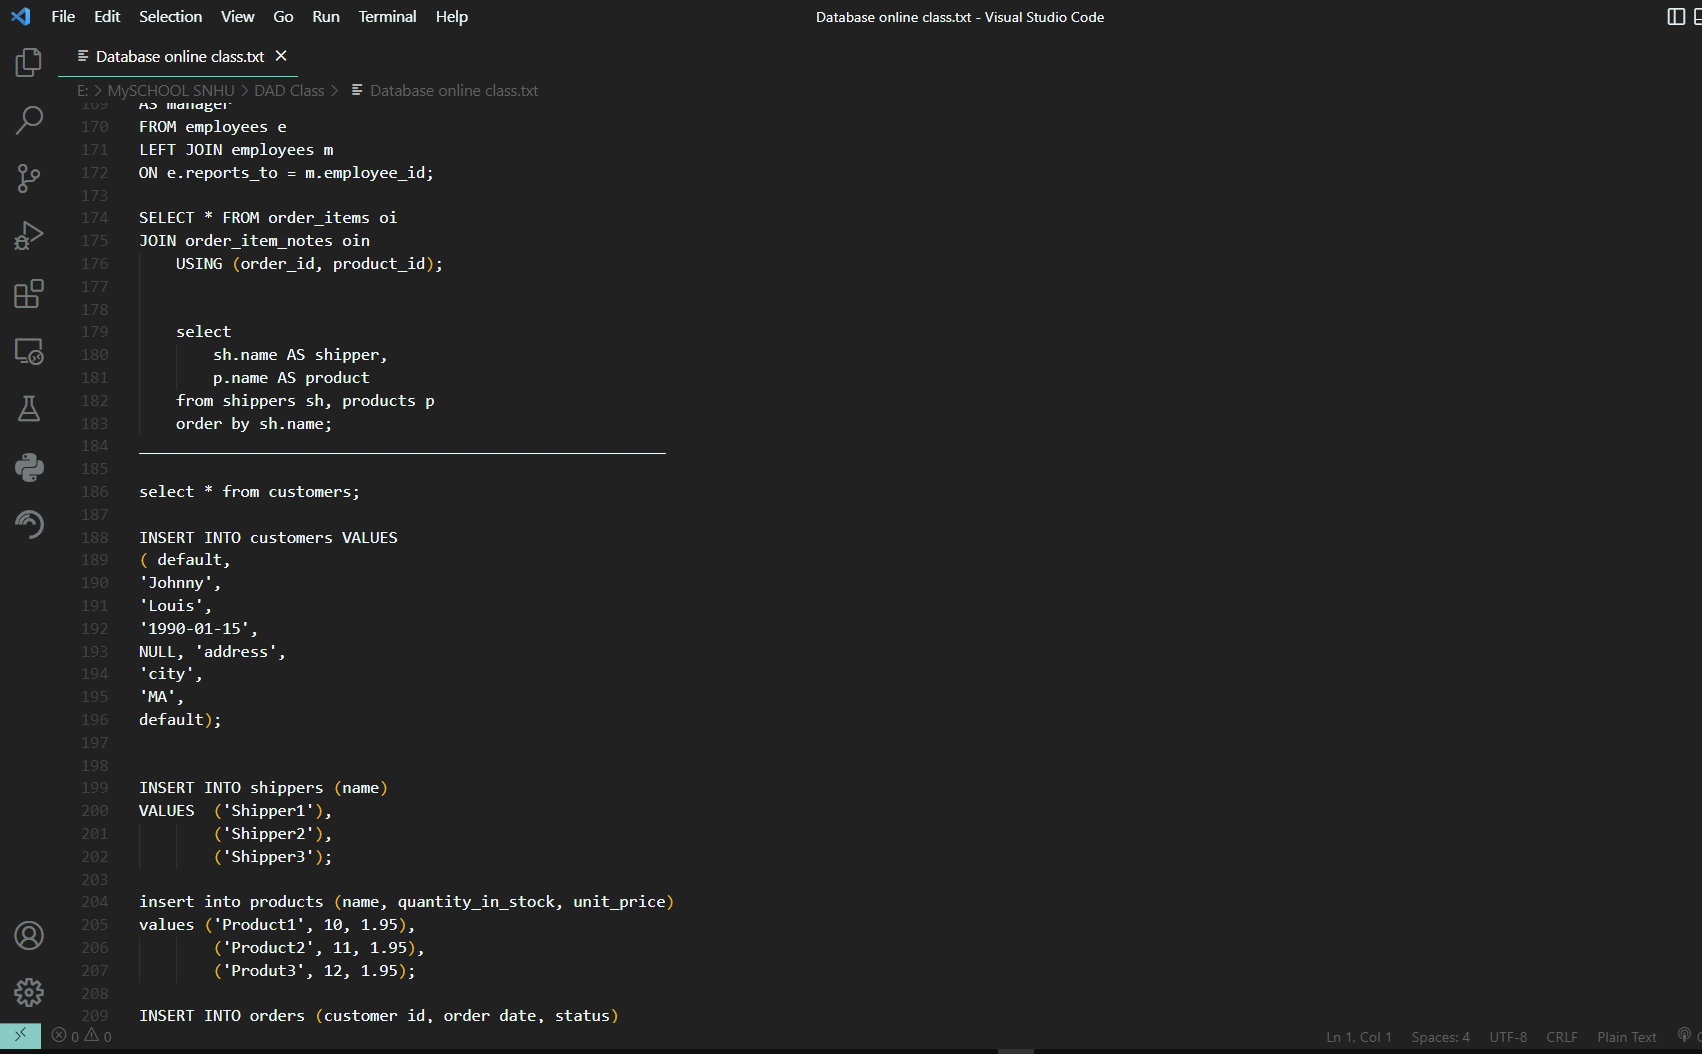 File Edit Selection View Go Run Terminal Help
Database online class.txt - Visual Studio Code
Database online class.txt
E: > MySCHOOL SNHU > DAD Class > Database online class.txt
169 AS manager
170 FROM employees e
171 LEFT JOIN employees m
172 ON e.reports_to = m.employee_id;
173
174 SELECT * FROM order_items oi
175 JOIN order_item_notes oin
176 USING (order_id, product_id);
177
178
179 select
180 sh.name AS shipper,
181 p.name AS product
182 from shippers sh, products p
183 order by sh.name;
184 _________________________________________________________
185
186 select * from customers;
187
188 INSERT INTO customers VALUES
189 ( default,
190 'Johnny',
191 'Louis',
192 '1990-01-15',
193 NULL, 'address',
194 'city',
195 'MA',
196 default);
197
198
199 INSERT INTO shippers (name)
200 VALUES ('Shipper1'),
201 ('Shipper2'),
202 ('Shipper3');
203
204 insert into products (name, quantity_in_stock, unit_price)
205 values ('Product1', 10, 1.95),
206 ('Product2', 11, 1.95),
207 ('Produt3', 12, 1.95);
208
209 INSERT INTO orders (customer_id, order_date, status)
0 0
Ln 1, Col 1 Spaces: 4 UTF-8 CRLF Plain Text